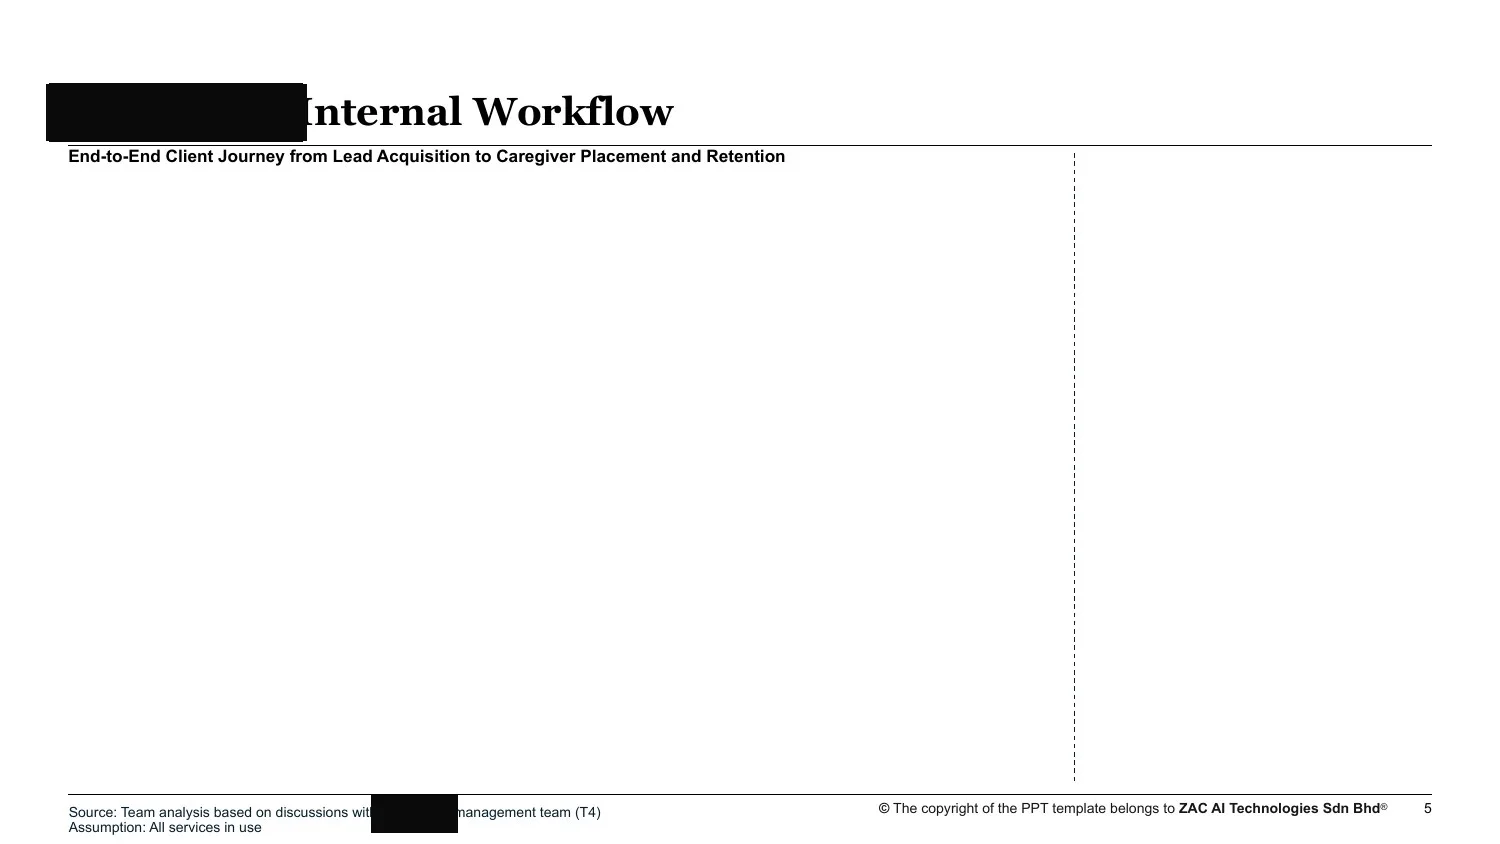 Internal Workflow
End-to-End Client Journey from Lead Acquisition to Caregiver Placement and Retention
Source: Team analysis based on discussions with management team (T4)
Assumption: All services in use
© The copyright of the PPT template belongs to ZAC AI Technologies Sdn Bhd®
5